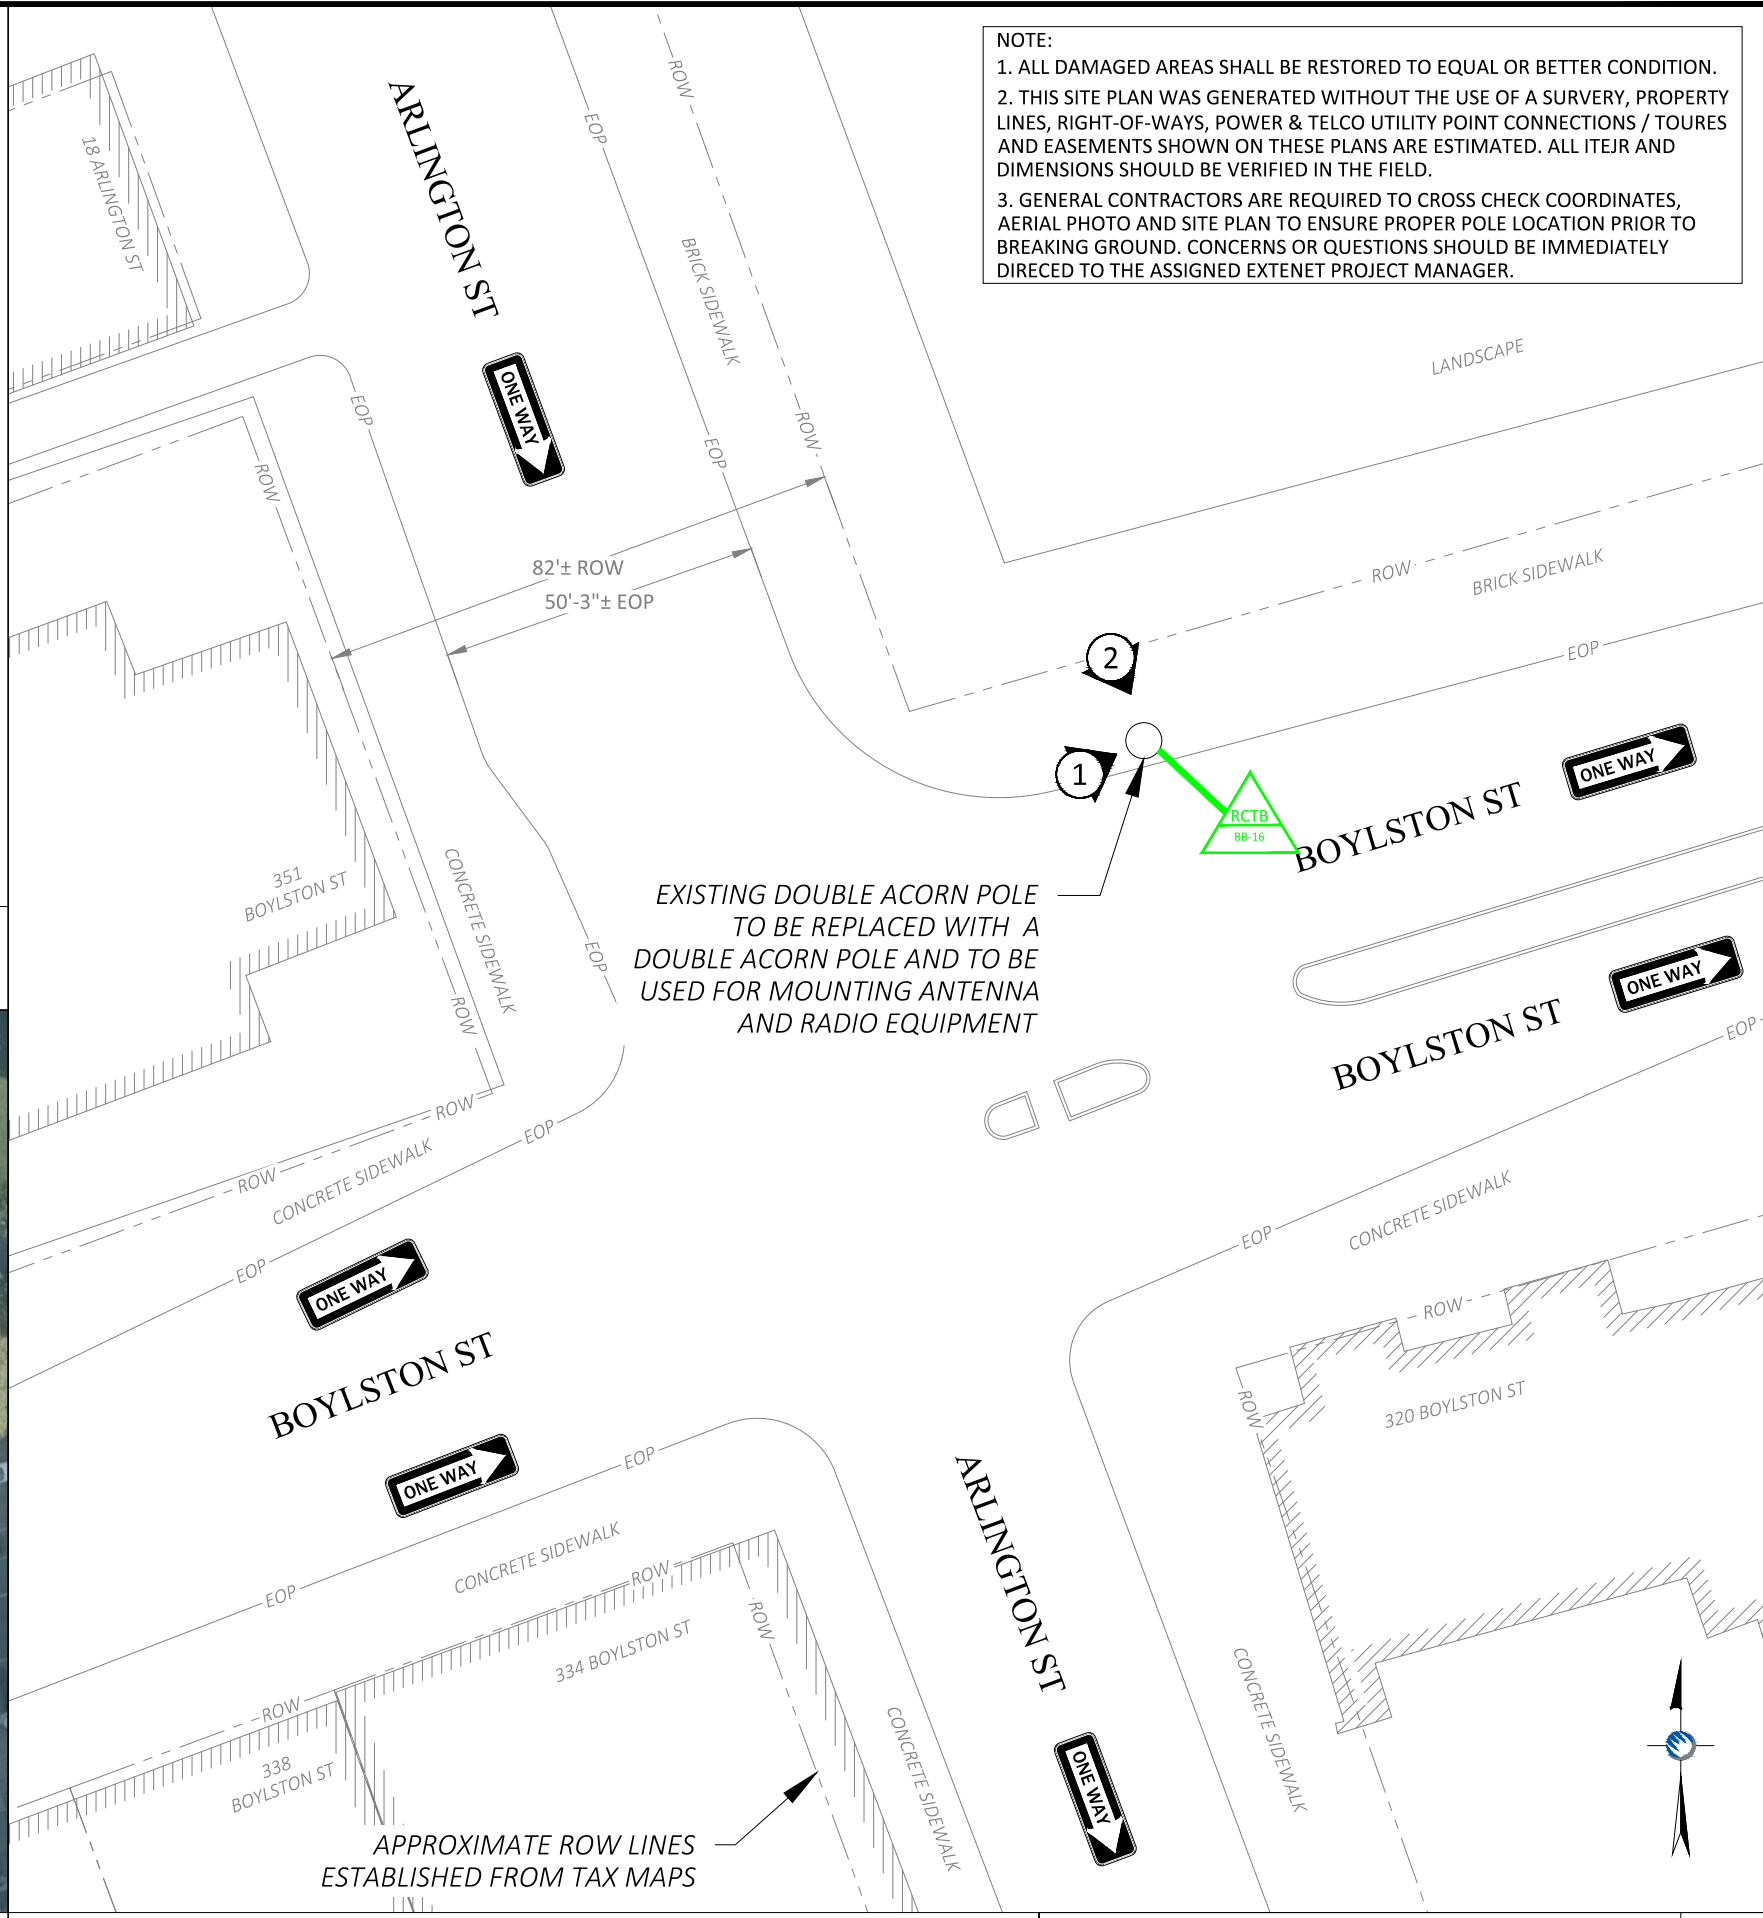 NOTE:
1. ALL DAMAGED AREAS SHALL BE RESTORED TO EQUAL OR BETTER CONDITION.
2. THIS SITE PLAN WAS GENERATED WITHOUT THE USE OF A SURVERY, PROPERTY
LINES, RIGHT-OF-WAYS, POWER & TELCO UTILITY POINT CONNECTIONS / TOURES
AND EASEMENTS SHOWN ON THESE PLANS ARE ESTIMATED. ALL ITEJR AND
DIMENSIONS SHOULD BE VERIFIED IN THE FIELD.
3. GENERAL CONTRACTORS ARE REQUIRED TO CROSS CHECK COORDINATES,
AERIAL PHOTO AND SITE PLAN TO ENSURE PROPER POLE LOCATION PRIOR TO
BREAKING GROUND. CONCERNS OR QUESTIONS SHOULD BE IMMEDIATELY
DIRECED TO THE ASSIGNED EXTENET PROJECT MANAGER.
ROW
EOP
ARLINGTON ST
18 ARLINGTON ST
BRICK SIDEWALK
LANDSCAPE
ONE WAY
EOP
EOP
ROW
ROW
82'± ROW
50'-3"± EOP
ROW
BRICK SIDEWALK
EOP
2
1
ONE WAY
RCTB
BB-16
BOYLSTON ST
351
BOYLSTON ST
CONCRETE SIDEWALK
EOP
ROW
EXISTING DOUBLE ACORN POLE
TO BE REPLACED WITH A
DOUBLE ACORN POLE AND TO BE
USED FOR MOUNTING ANTENNA
AND RADIO EQUIPMENT
ONE WAY
BOYLSTON ST
EOP
ROW
EOP
ROW
CONCRETE SIDEWALK
EOP
ONE WAY
BOYLSTON ST
ONE WAY
EOP
EOP
CONCRETE SIDEWALK
ROW
ROW
320 BOYLSTON ST
EOP
CONCRETE SIDEWALK
ROW
ROW
334 BOYLSTON ST
ARLINGTON ST
ROW
338
BOYLSTON ST
CONCRETE SIDEWALK
CONCRETE SIDEWALK
ONE WAY
APPROXIMATE ROW LINES
ESTABLISHED FROM TAX MAPS